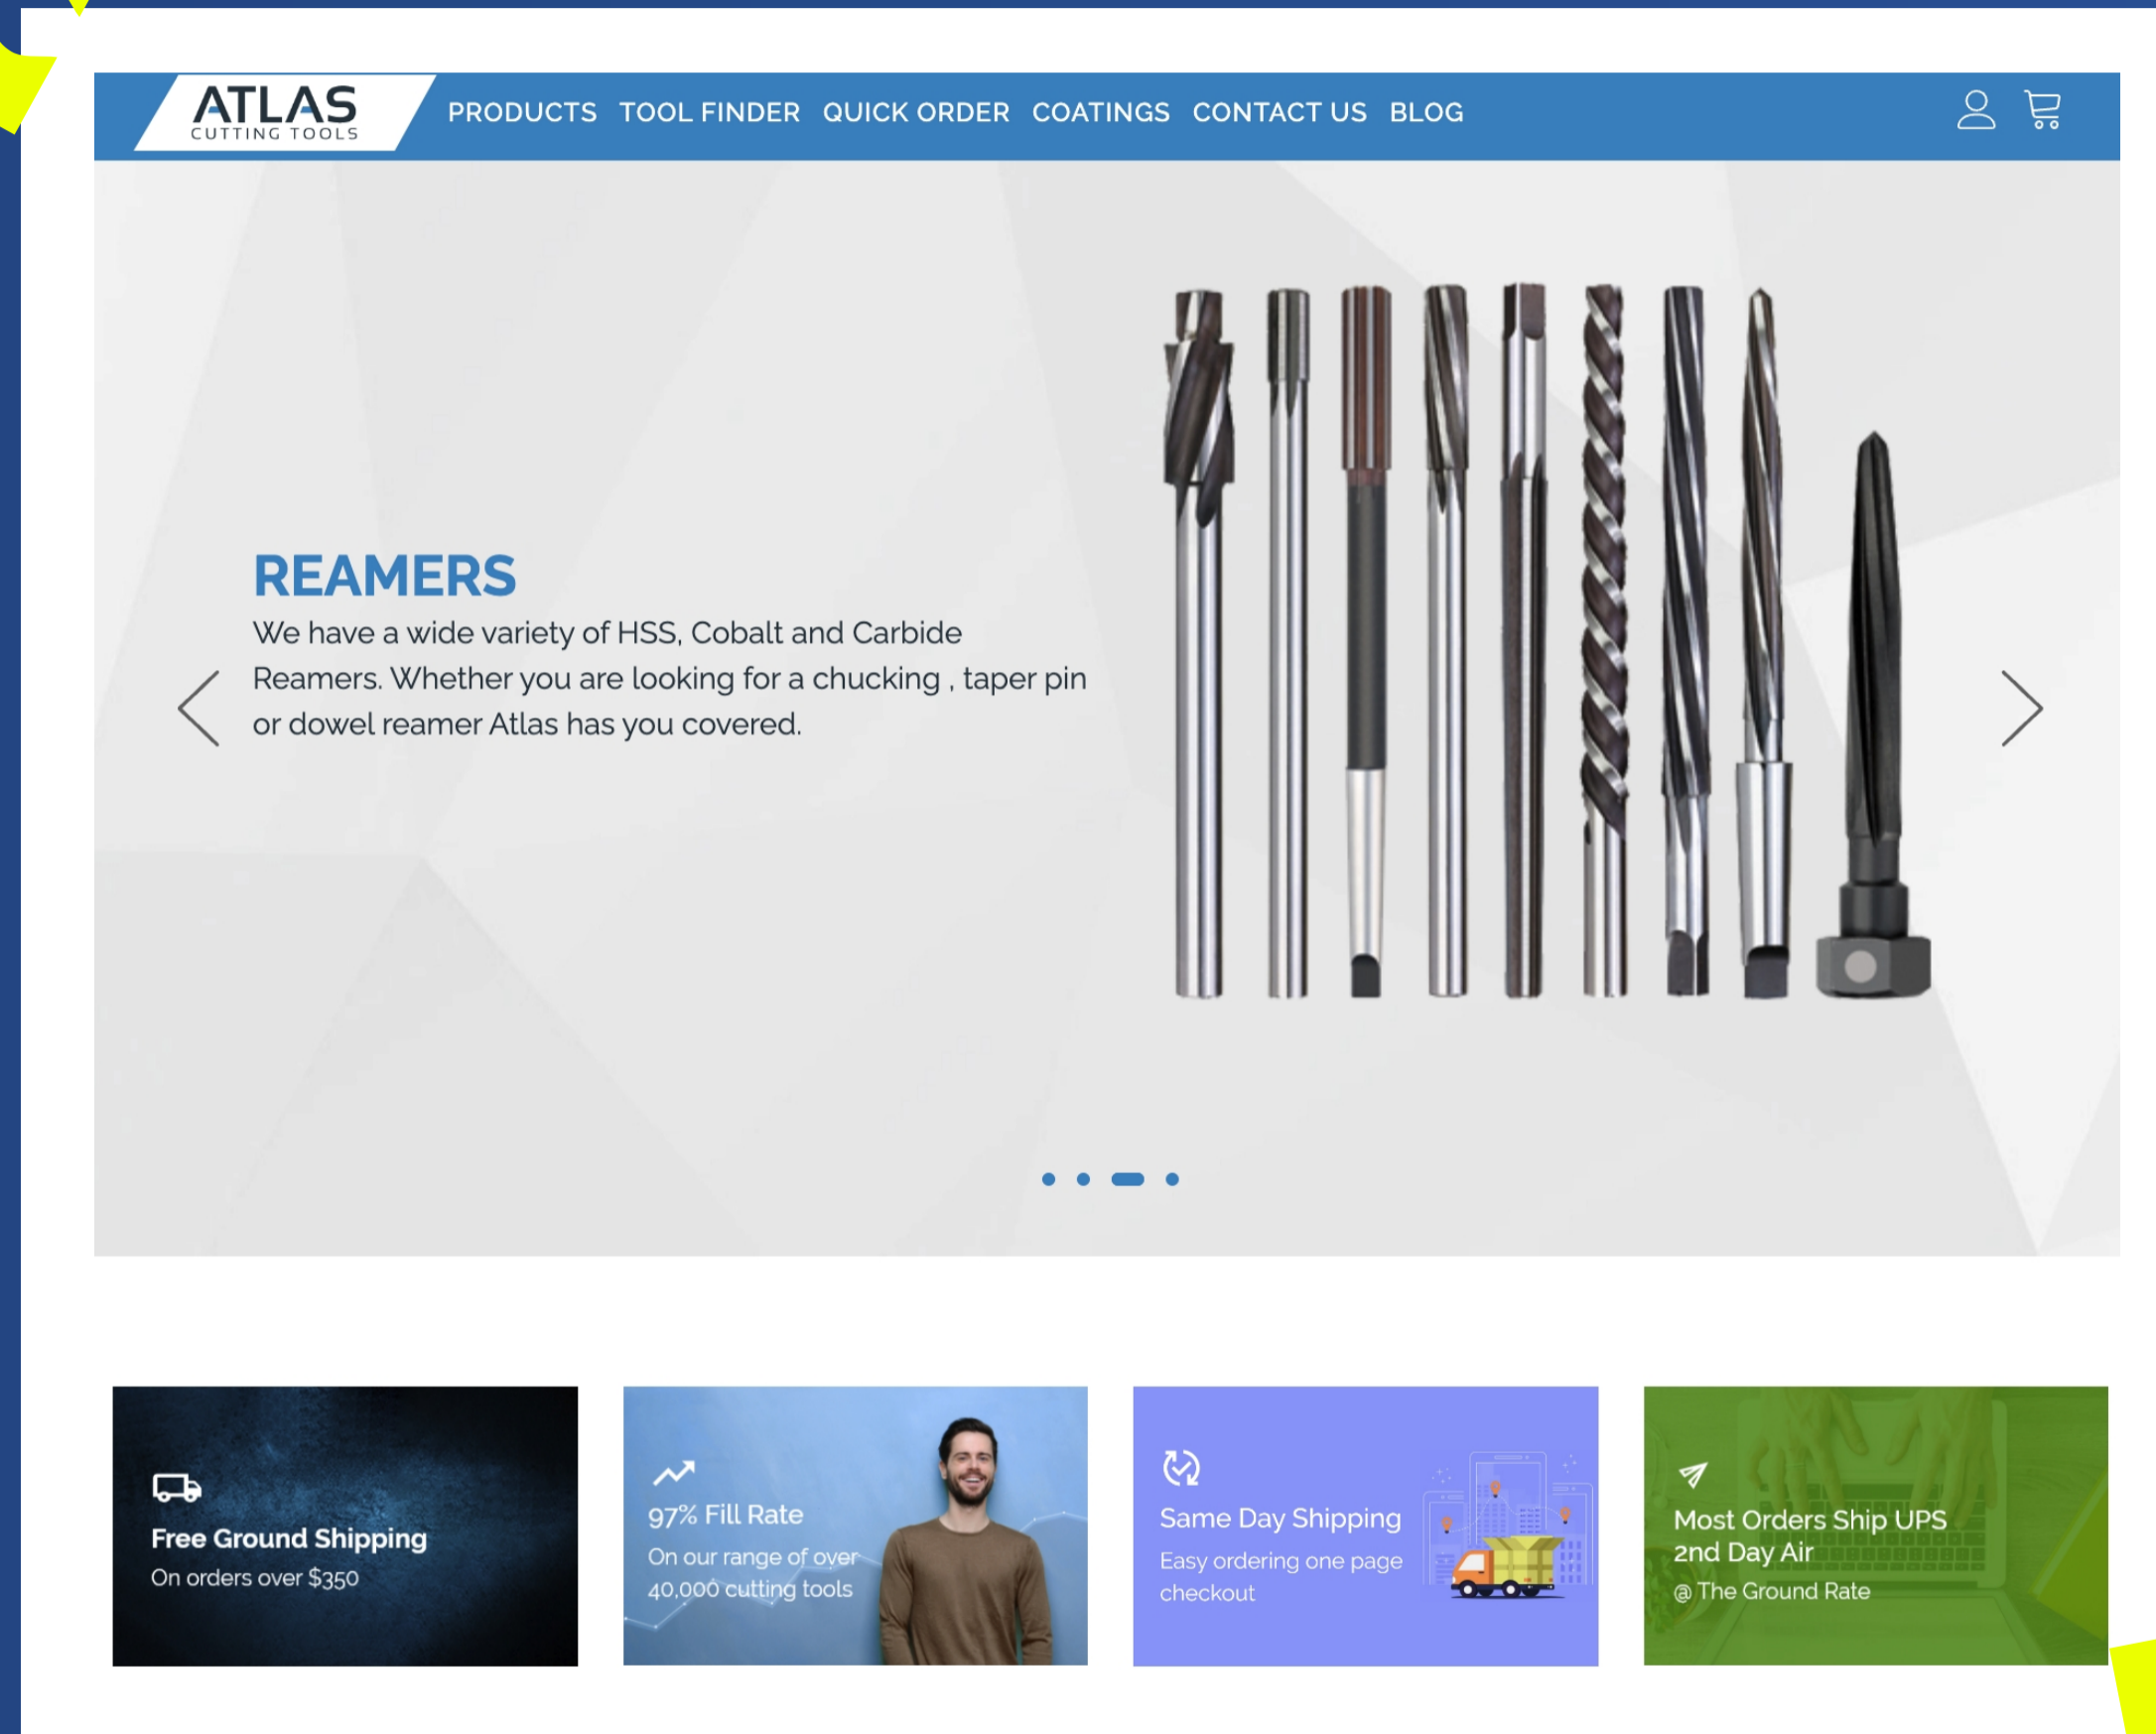 ATLAS
CUTTING TOOLS
PRODUCTS TOOL FINDER QUICK ORDER COATINGS CONTACT US BLOG
REAMERS
We have a wide variety of HSS, Cobalt and Carbide
Reamers. Whether you are looking for a chucking , taper pin
or dowel reamer Atlas has you covered.
Free Ground Shipping
On orders over $350
97% Fill Rate
On our range of over
40,000 cutting tools
Same Day Shipping
Easy ordering one page
checkout
Most Orders Ship UPS
2nd Day Air
@ The Ground Rate